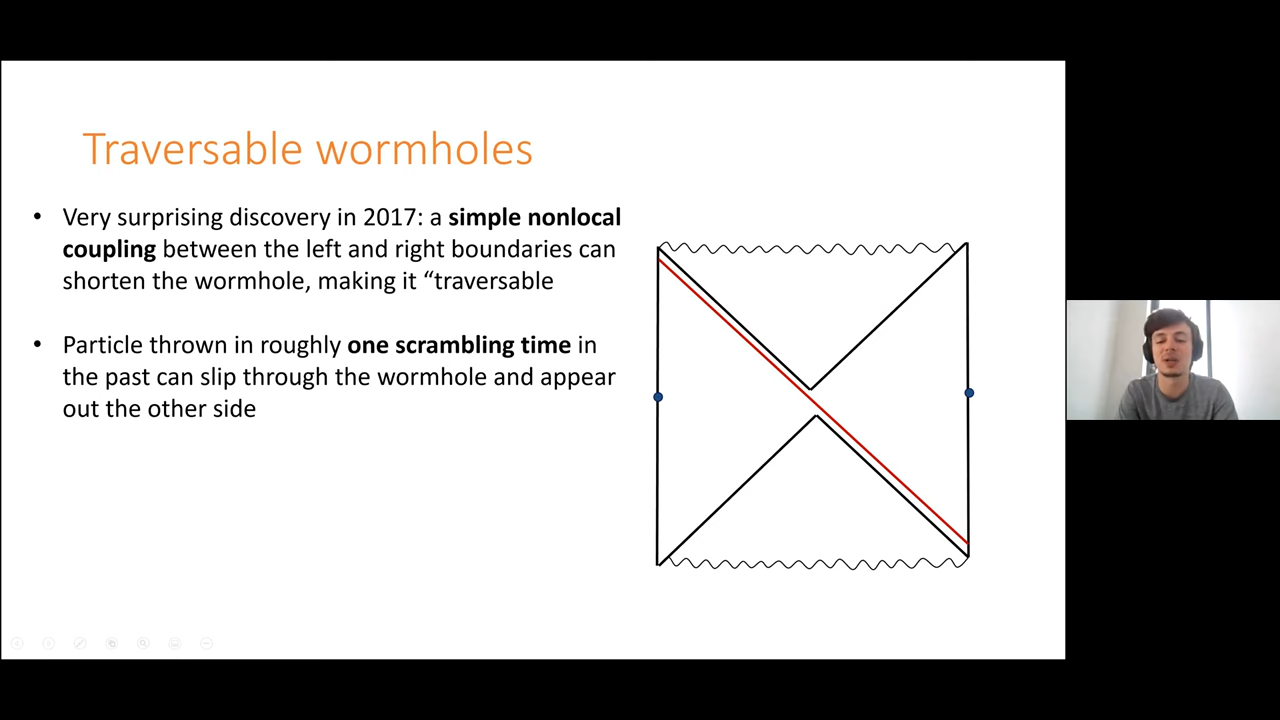 Traversable wormholes
• Very surprising discovery in 2017: a simple nonlocal
coupling between the left and right boundaries can
shorten the wormhole, making it “traversable
• Particle thrown in roughly one scrambling time in
the past can slip through the wormhole and appear
out the other side